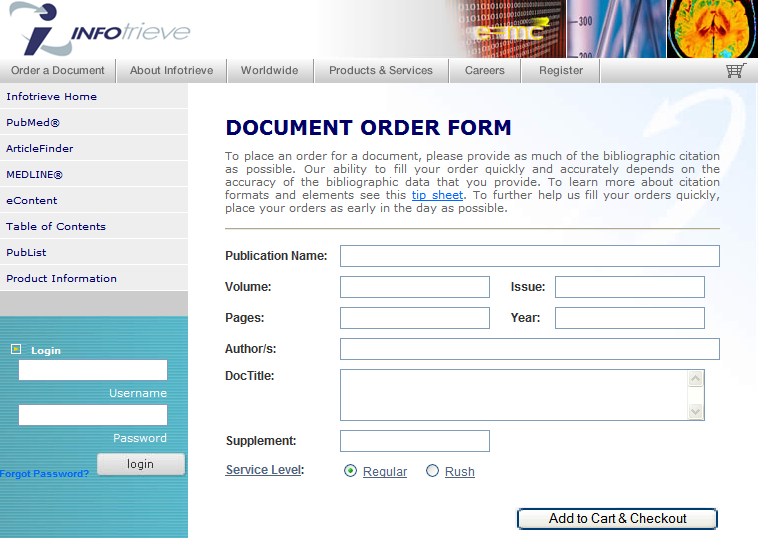 INFOtrieve
e=mc2
300
Order a Document About Infotrieve Worldwide Products & Services Careers Register
Infotrieve Home
PubMed®
ArticleFinder
MEDLINE®
eContent
Table of Contents
PubList
Product Information
Login
Username
Password
login
Forgot Password?
DOCUMENT ORDER FORM
To place an order for a document, please provide as much of the bibliographic citation
as possible. Our ability to fill your order quickly and accurately depends on the
accuracy of the bibliographic data that you provide. To learn more about citation
formats and elements see this tip sheet. To further help us fill your orders quickly,
place your orders as early in the day as possible.
Publication Name:
Volume: Issue:
Pages: Year:
Author/s:
DocTitle:
Supplement:
Service Level: Regular Rush
Add to Cart & Checkout